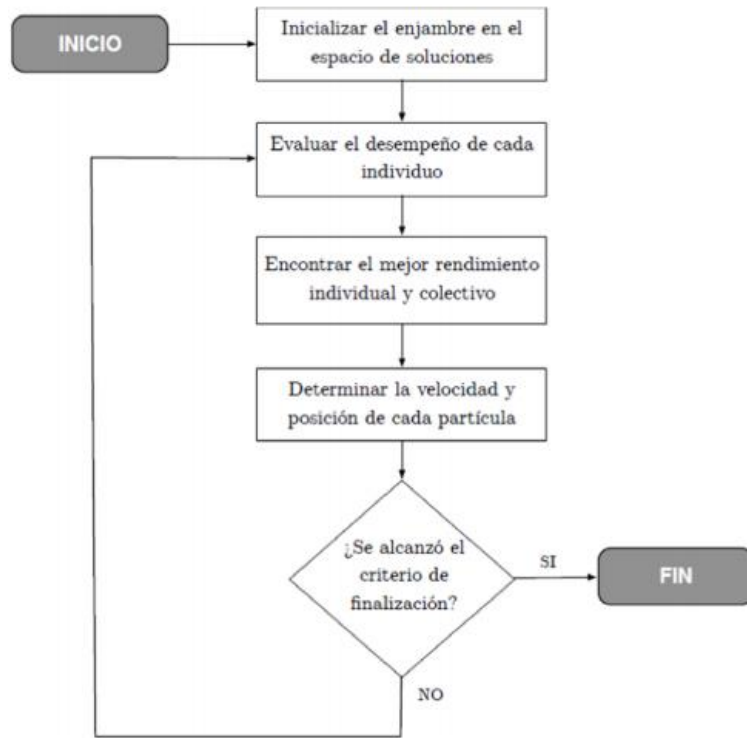 INICIO
Inicializar el enjambre en el
espacio de soluciones
Evaluar el desempeño de cada
individuo
Encontrar el mejor rendimiento
individual y colectivo
Determinar la velocidad y
posición de cada partícula
¿Se alcanzó el
criterio de
finalización?
SI
FIN
NO